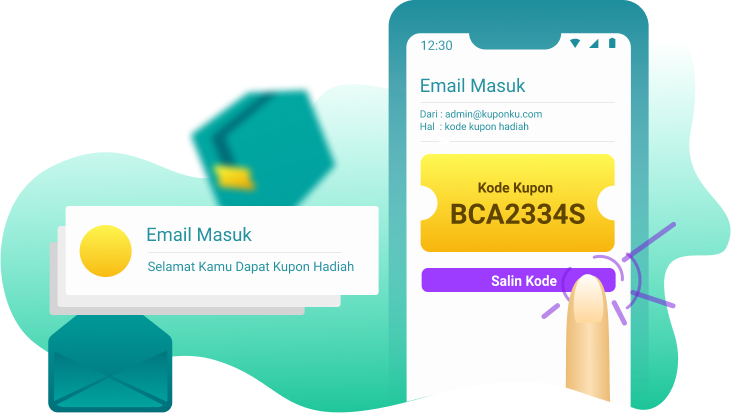 12:30
Email Masuk
Dari : admin@kuponku.com
Hal : kode kupon hadiah
Kode Kupon
BCA2334S
Salin Kode
Email Masuk
Selamat Kamu Dapat Kupon Hadiah